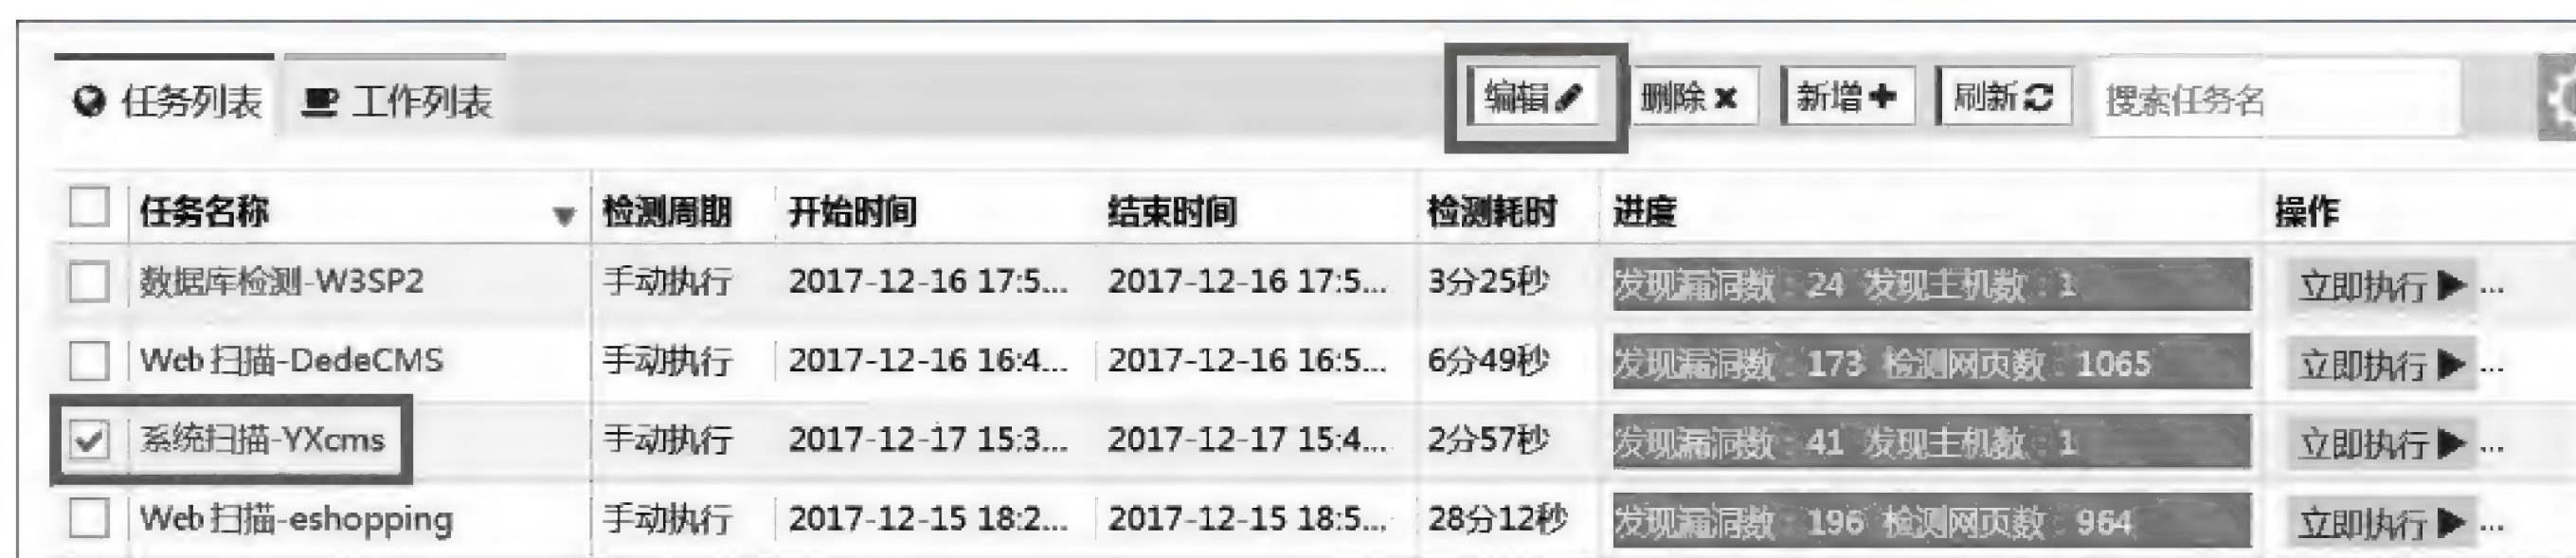 任务列表 工作列表 编辑 删除 新增 刷新 搜索任务名
任务名称 检测周期 开始时间 结束时间 检测耗时 进度 操作
数据库检测-W3SP2 手动执行 2017-12-16 17:5... 2017-12-16 17:5... 3分25秒 发现漏洞数：24 发现主机数：1 立即执行 ...
Web 扫描-DedeCMS 手动执行 2017-12-16 16:4... 2017-12-16 16:5... 6分49秒 发现漏洞数：173 检测网页数：1065 立即执行 ...
系统扫描-YXcms 手动执行 2017-12-17 15:3... 2017-12-17 15:4... 2分57秒 发现漏洞数：41 发现主机数：1 立即执行 ...
Web 扫描-eshopping 手动执行 2017-12-15 18:2... 2017-12-15 18:5... 28分12秒 发现漏洞数：196 检测网页数：964 立即执行 ...